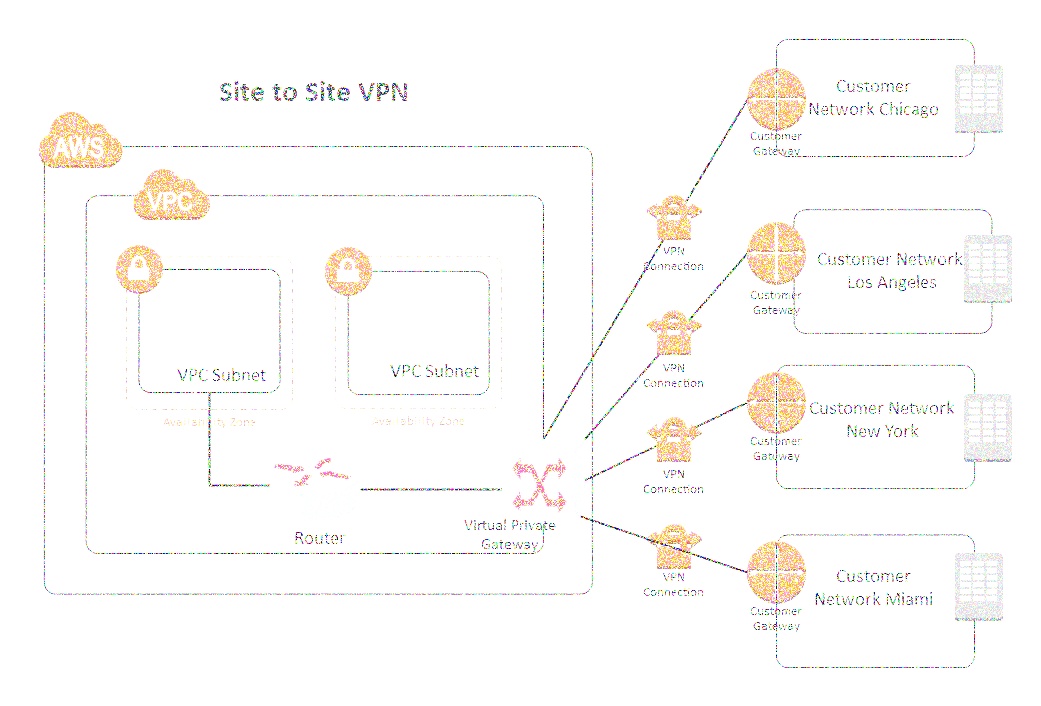 Site to Site VPN
AWS
VPC
VPC Subnet
VPC Subnet
Availability Zone
Availability Zone
Router
Virtual Private
Gateway
VPN
Connection
VPN
Connection
VPN
Connection
VPN
Connection
Customer
Network Chicago
Customer
Gateway
Customer Network
Los Angeles
Customer
Gateway
Customer Network
New York
Customer
Gateway
Customer
Network Miami
Customer
Gateway